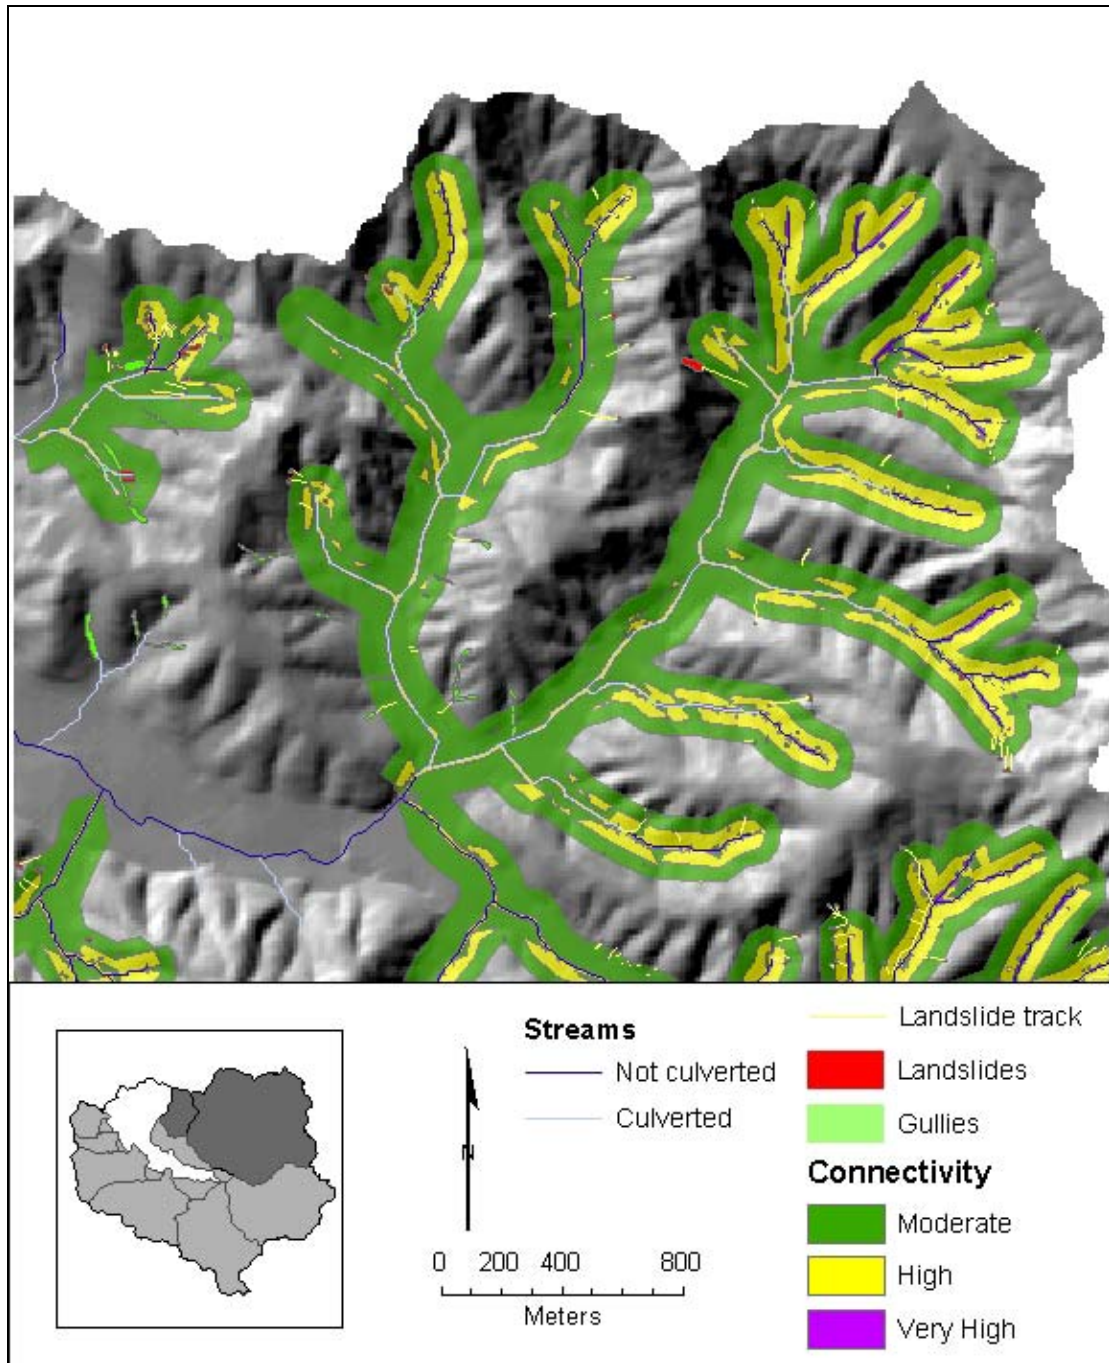 Streams
Not culverted
Culverted
N
0 200 400 800
Meters
Landslide track
Landslides
Gullies
Connectivity
Moderate
High
Very High